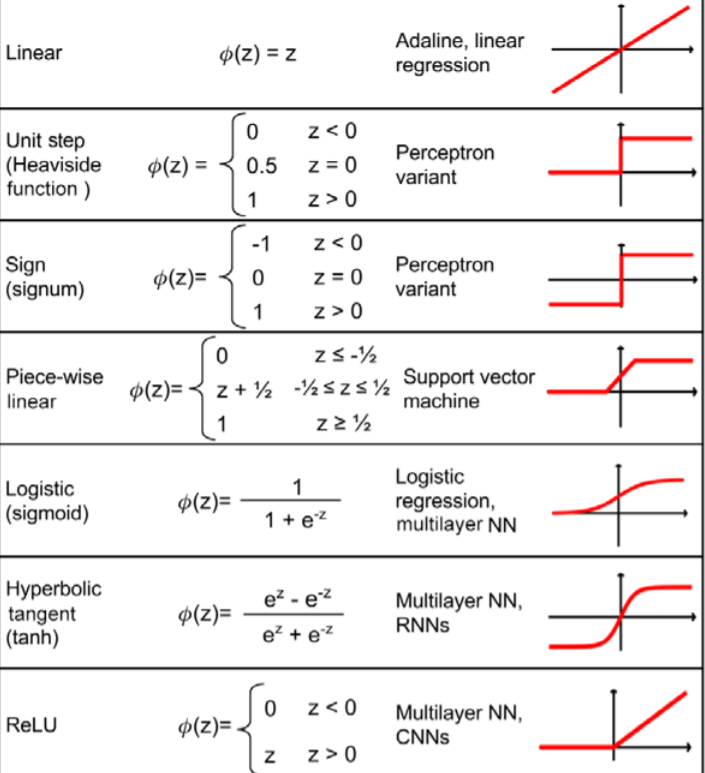 Linear
ϕ(z) = z
Adaline, linear
regression
Unit step
(Heaviside
function )
ϕ(z) =
0 z < 0
0.5 z = 0
1 z > 0
Perceptron
variant
Sign
(signum)
ϕ(z)=
-1 z < 0
0 z = 0
1 z > 0
Perceptron
variant
Piece-wise
linear
ϕ(z)=
0 z ≤ -½
z + ½ -½ ≤ z ≤ ½
1 z ≥ ½
Support vector
machine
Logistic
(sigmoid)
ϕ(z)=
1
1 + e⁻ᶻ
Logistic
regression,
multilayer NN
Hyperbolic
tangent
(tanh)
ϕ(z)=
eᶻ - e⁻ᶻ
eᶻ + e⁻ᶻ
Multilayer NN,
RNNs
ReLU
ϕ(z)=
0 z < 0
z z > 0
Multilayer NN,
CNNs